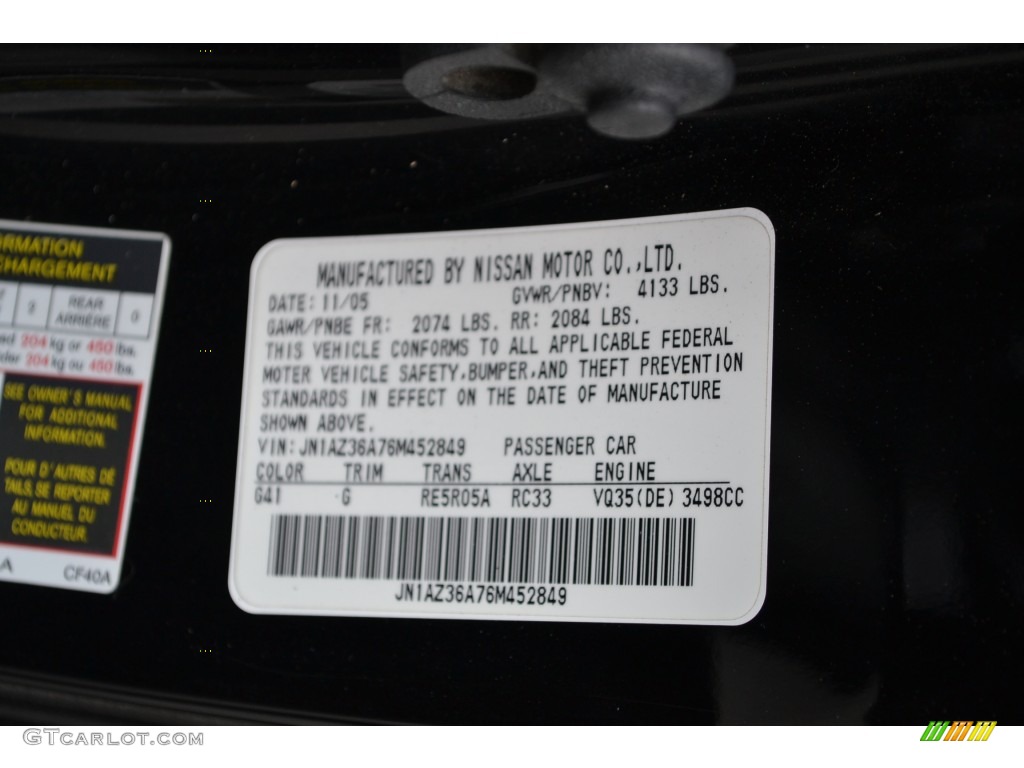 RMATION
CHARGEMENT
2 REAR ARRIÈRE 0
204 kg or 450 lbs.
204 kg ou 450 lbs.
SEE OWNER'S MANUAL
FOR ADDITIONAL
INFORMATION.
POUR D'AUTRES DÉ
TAILS, SE REPORTER
AU MANUEL DU
CONDUCTEUR.
A CF40A
MANUFACTURED BY NISSAN MOTOR CO.,LTD.
DATE: 11/05 GVWR/PNBV: 4133 LBS.
GAWR/PNBE FR: 2074 LBS. RR: 2084 LBS.
THIS VEHICLE CONFORMS TO ALL APPLICABLE FEDERAL
MOTER VEHICLE SAFETY,BUMPER,AND THEFT PREVENTION
STANDARDS IN EFFECT ON THE DATE OF MANUFACTURE
SHOWN ABOVE.
VIN:JN1AZ36A76M452849 PASSENGER CAR
COLOR TRIM TRANS AXLE ENGINE
G41 G RE5R05A RC33 VQ35(DE) 3498CC
JN1AZ36A76M452849
GTCARLOT.COM